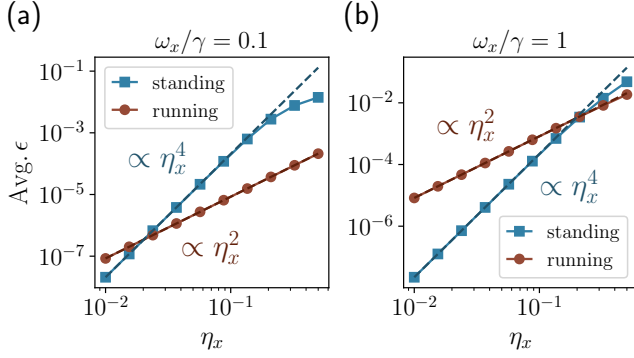 (a)
ω_x/γ = 0.1
Avg. ϵ
10^−1
10^−3
10^−5
10^−7
standing
running
∝ η_x^4
∝ η_x^2
10^−2
10^−1
η_x
(b)
ω_x/γ = 1
10^−2
10^−4
10^−6
∝ η_x^2
∝ η_x^4
standing
running
10^−2
10^−1
η_x